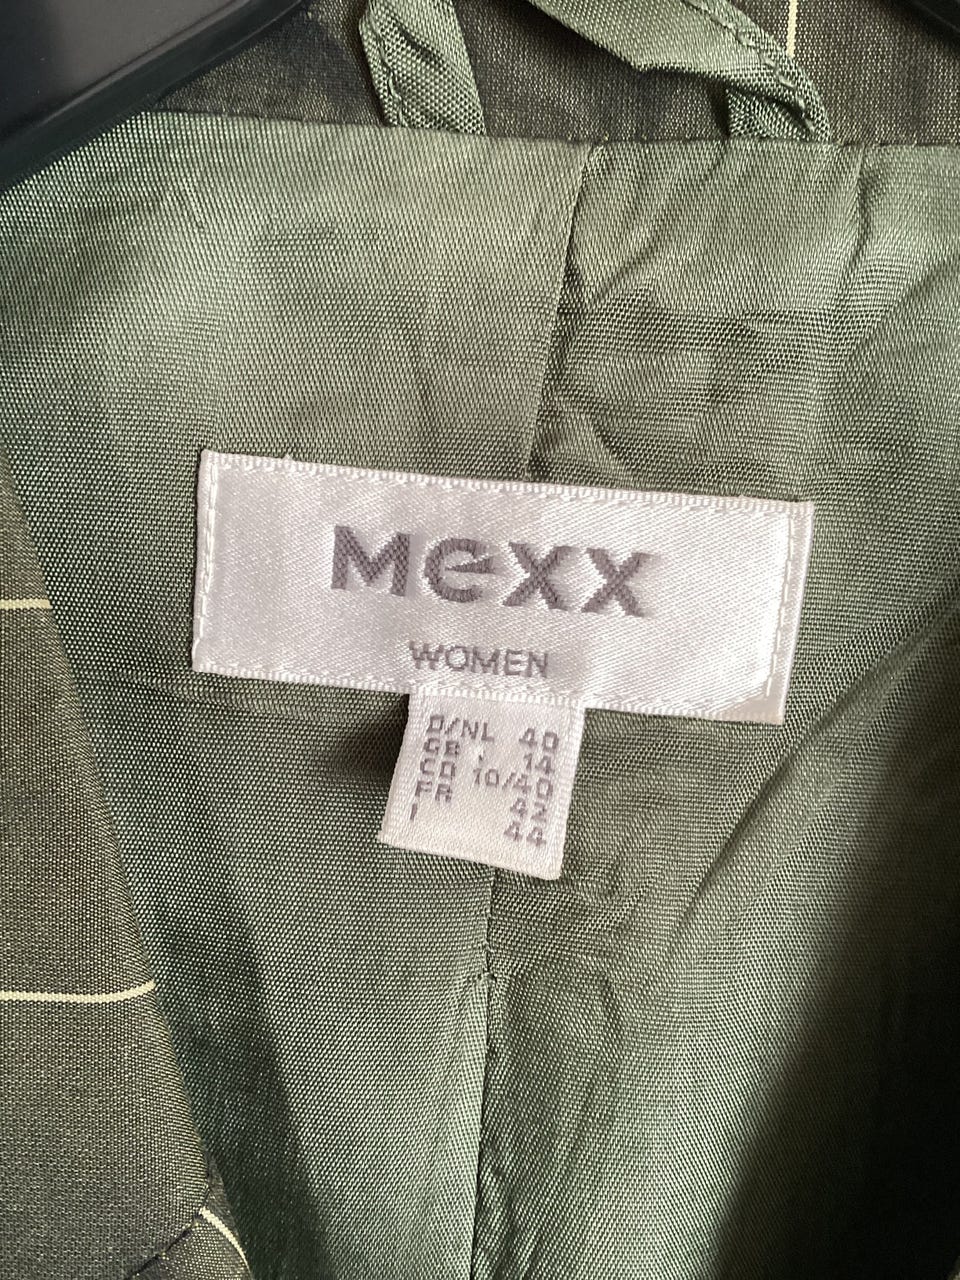 MEXX
WOMEN
D/NL 40
GB 14
CD 10/40
FR 42
I 44